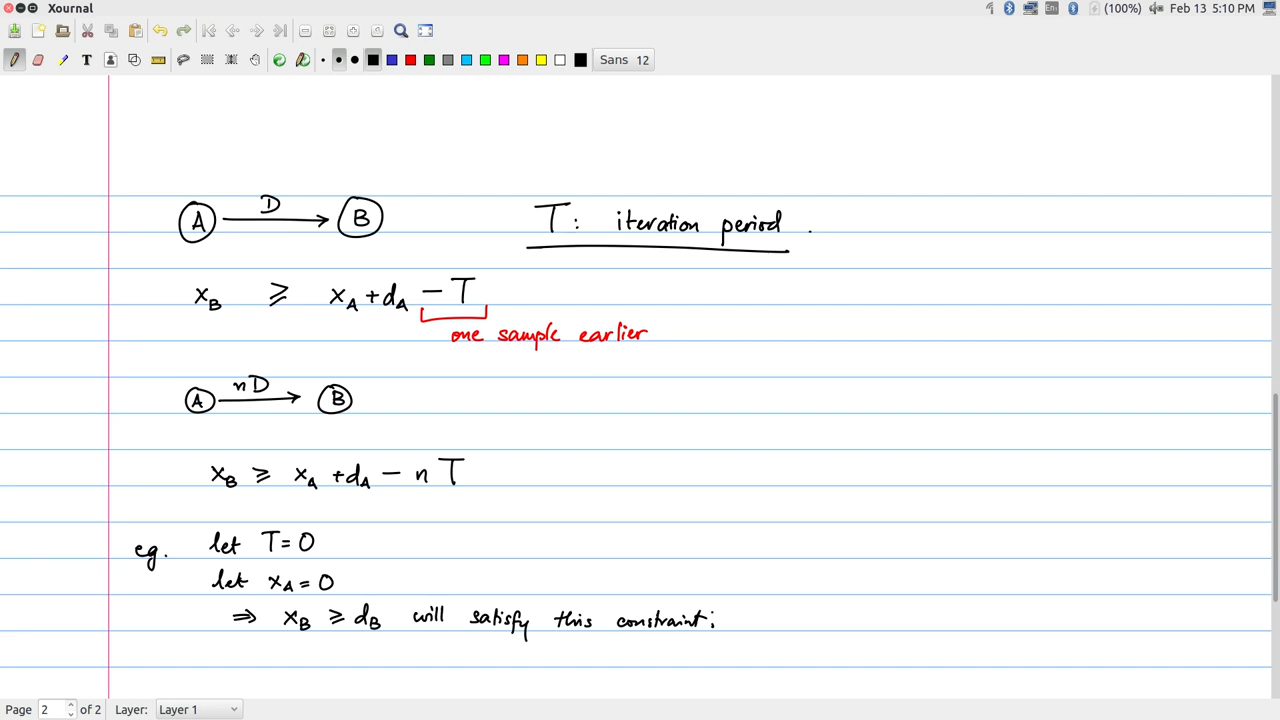 Xournal
En
(100%)
Feb 13 5:10 PM
T
Sans 12
A D B
T: iteration period .
x_B ≥ x_A + d_A - T
one sample earlier
A nD B
x_B ≥ x_A + d_A - n T
eg. let T = 0
let x_A = 0
⇒ x_B ≥ d_B will satisfy this constraint;
Page 2 of 2 Layer: Layer 1